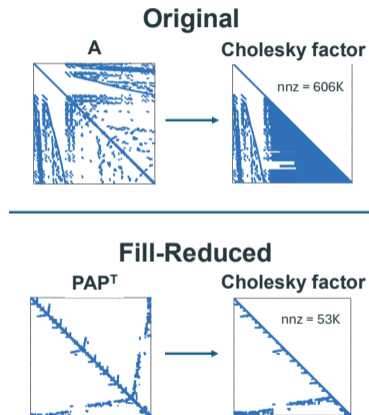 Original
A
Cholesky factor
nnz = 606K
Fill-Reduced
PAPᵀ
Cholesky factor
nnz = 53K